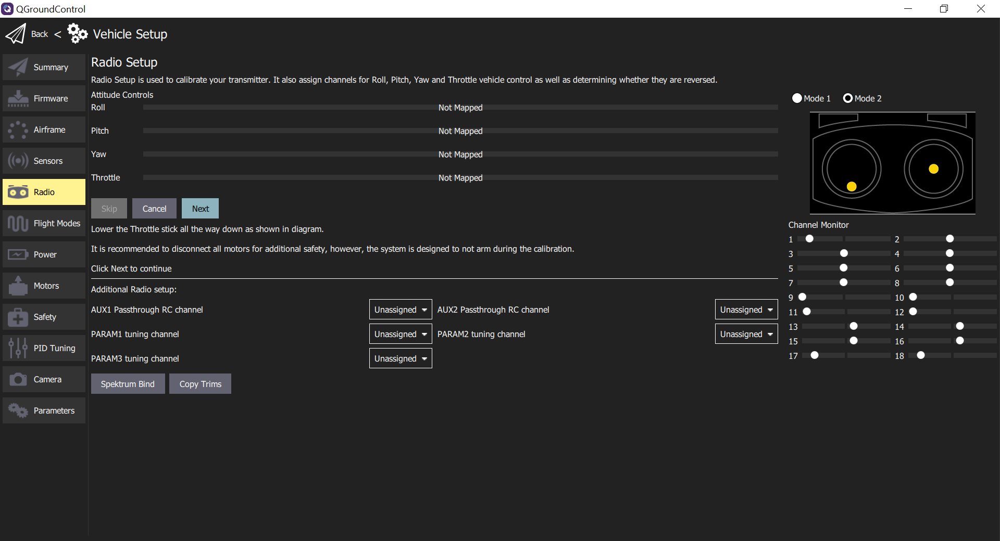 QGroundControl
Back < Vehicle Setup
Summary
Firmware
Airframe
Sensors
Radio
Flight Modes
Power
Motors
Safety
PID Tuning
Camera
Parameters
Radio Setup
Radio Setup is used to calibrate your transmitter. It also assign channels for Roll, Pitch, Yaw and Throttle vehicle control as well as determining whether they are reversed.
Attitude Controls
Roll Not Mapped
Pitch Not Mapped
Yaw Not Mapped
Throttle Not Mapped
Skip Cancel Next
Lower the Throttle stick all the way down as shown in diagram.
It is recommended to disconnect all motors for additional safety, however, the system is designed to not arm during the calibration.
Click Next to continue
Additional Radio setup:
AUX1 Passthrough RC channel Unassigned AUX2 Passthrough RC channel Unassigned
PARAM1 tuning channel Unassigned PARAM2 tuning channel Unassigned
PARAM3 tuning channel Unassigned
Spektrum Bind Copy Trims
Mode 1 Mode 2
Channel Monitor
1 2
3 4
5 6
7 8
9 10
11 12
13 14
15 16
17 18